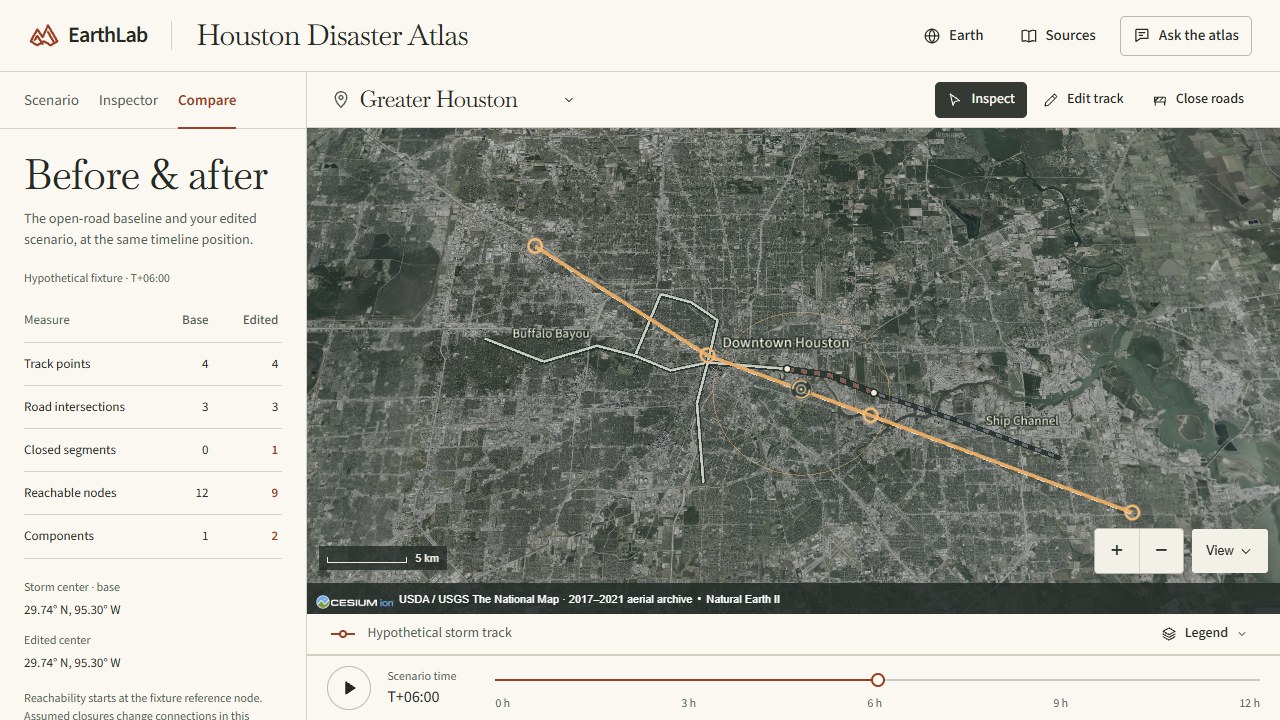 EarthLab
Houston Disaster Atlas
Earth
Sources
Ask the atlas
Scenario
Inspector
Compare
Greater Houston
Inspect
Edit track
Close roads
Before & after
The open-road baseline and your edited
scenario, at the same timeline position.
Hypothetical fixture · T+06:00
Measure Base Edited
Track points 4 4
Road intersections 3 3
Closed segments 0 1
Reachable nodes 12 9
Components 1 2
Storm center · base
29.74° N, 95.30° W
Edited center
29.74° N, 95.30° W
Reachability starts at the fixture reference node.
Assumed closures change connections in this
Buffalo Bayou
Downtown Houston
Ship Channel
5 km
+
−
View
CESIUM ion USDA / USGS The National Map · 2017–2021 aerial archive • Natural Earth II
Hypothetical storm track
Legend
Scenario time
T+06:00
0 h
3 h
6 h
9 h
12 h